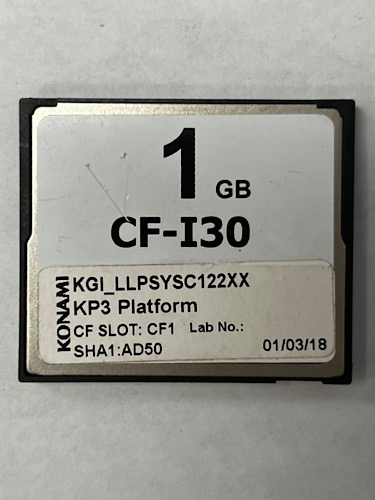 1 GB
CF-I30
KONAMI
KGI_LLPSYSC122XX
KP3 Platform
CF SLOT: CF1 Lab No.:
SHA1:AD50 01/03/18